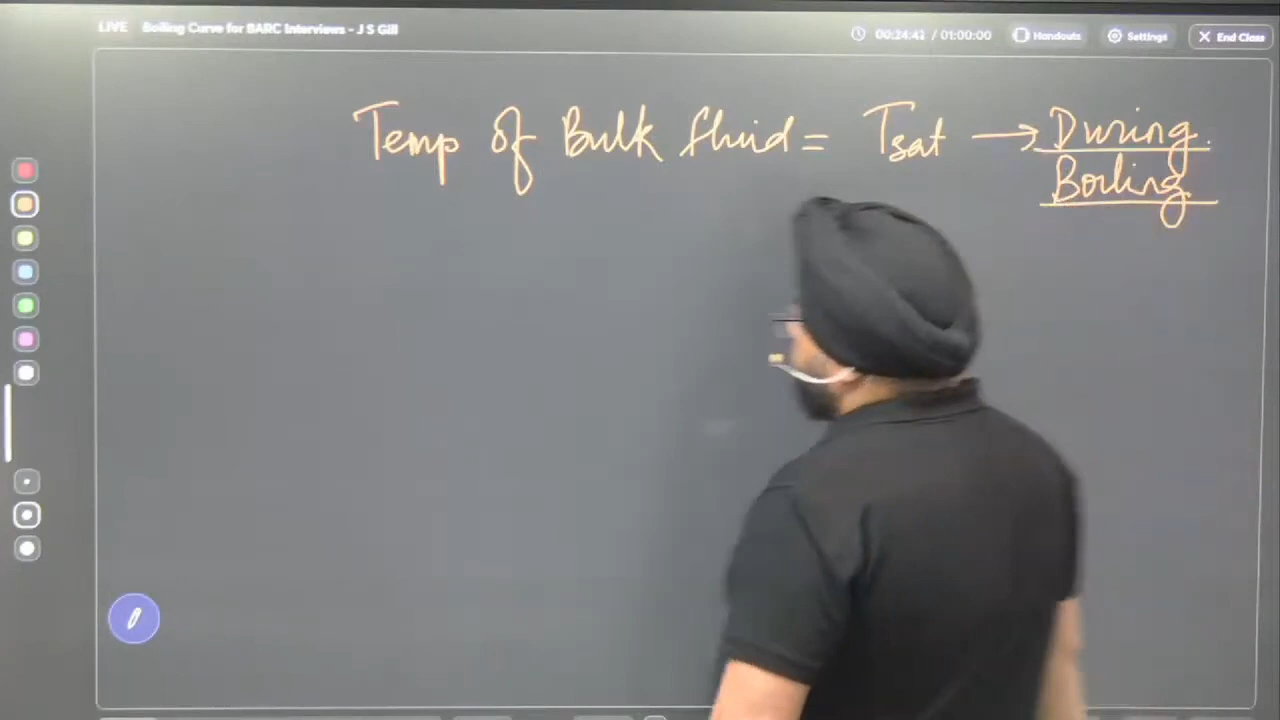 LIVE Boiling Curve for BARC Interviews - J S Gill
00:24:41 / 01:00:00 Handouts Settings End Class
Temp of Bulk fluid = Tsat → During
Boiling